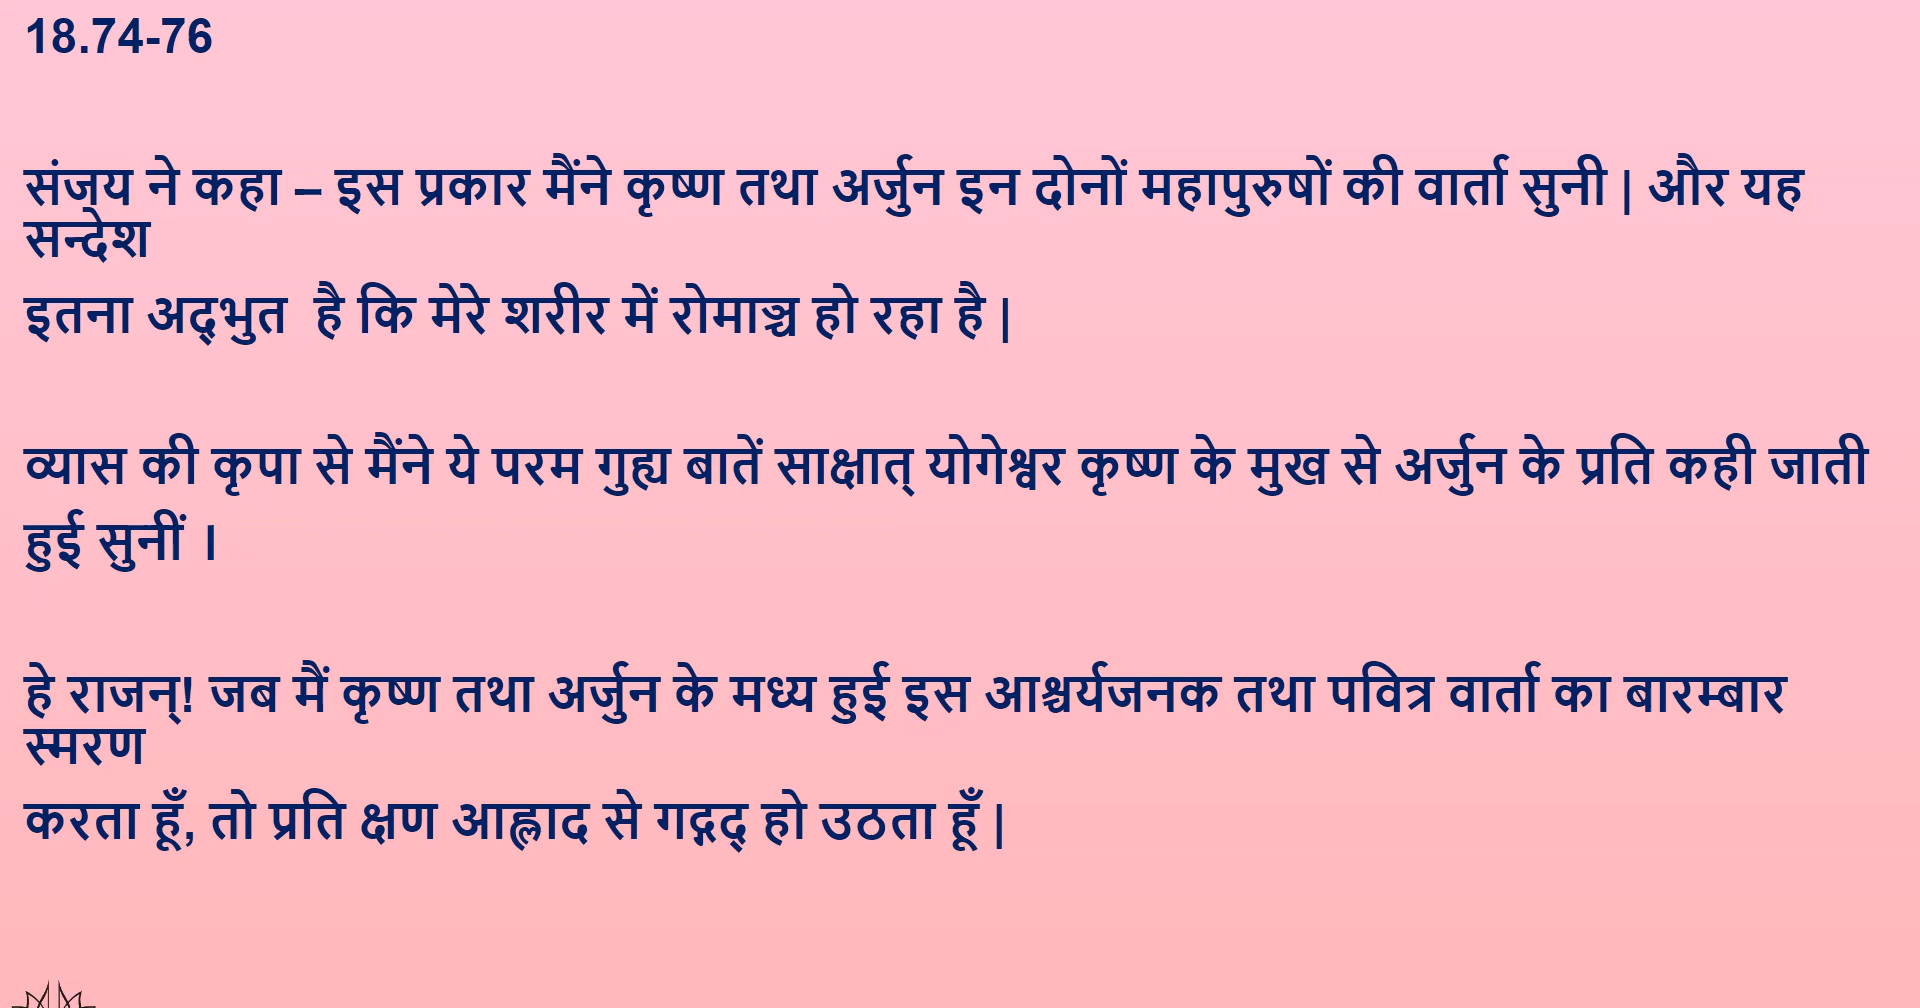 18.74-76
संजय ने कहा – इस प्रकार मैंने कृष्ण तथा अर्जुन इन दोनों महापुरुषों की वार्ता सुनी | और यह
सन्देश
इतना अद्भुत  है कि मेरे शरीर में रोमाञ्च हो रहा है |
व्यास की कृपा से मैंने ये परम गुह्य बातें साक्षात् योगेश्वर कृष्ण के मुख से अर्जुन के प्रति कही जाती
हुई सुनीं ।
हे राजन्! जब मैं कृष्ण तथा अर्जुन के मध्य हुई इस आश्चर्यजनक तथा पवित्र वार्ता का बारम्बार
स्मरण
करता हूँ, तो प्रति क्षण आह्लाद से गद्गद् हो उठता हूँ |